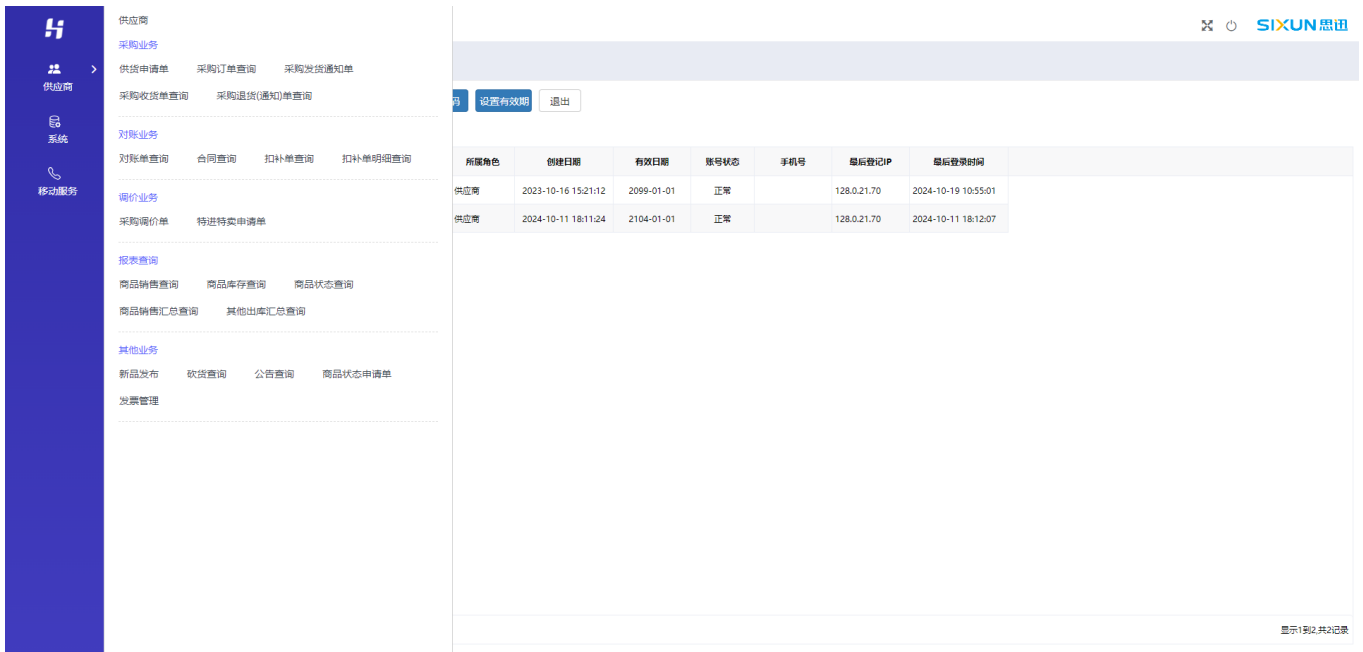 供应商
系统
移动服务
供应商
采购业务
供货申请单 采购订单查询 采购发货通知单
采购收货单查询 采购退货(通知)单查询
对账业务
对账单查询 合同查询 扣补单查询 扣补单明细查询
调价业务
采购调价单 特进特卖申请单
报表查询
商品销售查询 商品库存查询 商品状态查询
商品销售汇总查询 其他出库汇总查询
其他业务
新品发布 砍货查询 公告查询 商品状态申请单
发票管理
SIXUN思迅
码 设置有效期 退出
所属角色 创建日期 有效日期 账号状态 手机号 最后登记IP 最后登录时间
供应商 2023-10-16 15:21:12 2099-01-01 正常 128.0.21.70 2024-10-19 10:55:01
供应商 2024-10-11 18:11:24 2104-01-01 正常 128.0.21.70 2024-10-11 18:12:07
显示1到2,共2记录